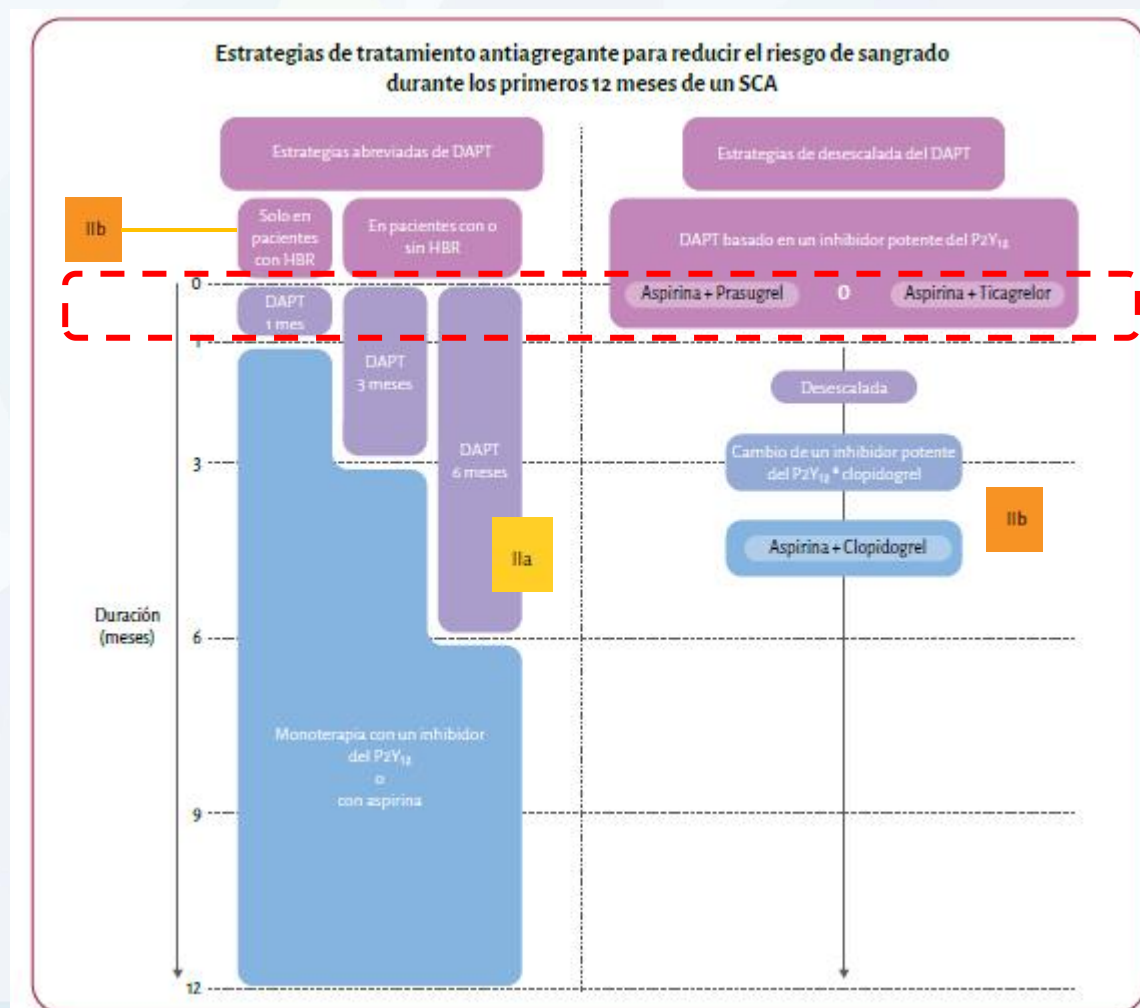 Estrategias de tratamiento antiagregante para reducir el riesgo de sangrado
durante los primeros 12 meses de un SCA
Estrategias abreviadas de DAPT
Estrategias de desescalada del DAPT
IIb
Solo en
pacientes
con HBR
En pacientes con o
sin HBR
DAPT basado en un inhibidor potente del P2Y₁₂
Aspirina + Prasugrel
O
Aspirina + Ticagrelor
0
DAPT
1 mes
1
DAPT
3 meses
Desescalada
3
DAPT
6 meses
Cambio de un inhibidor potente
del P2Y₁₂ a clopidogrel
IIb
IIa
Aspirina + Clopidogrel
Duración
(meses)
6
Monoterapia con un inhibidor
del P2Y₁₂
o
con aspirina
9
12